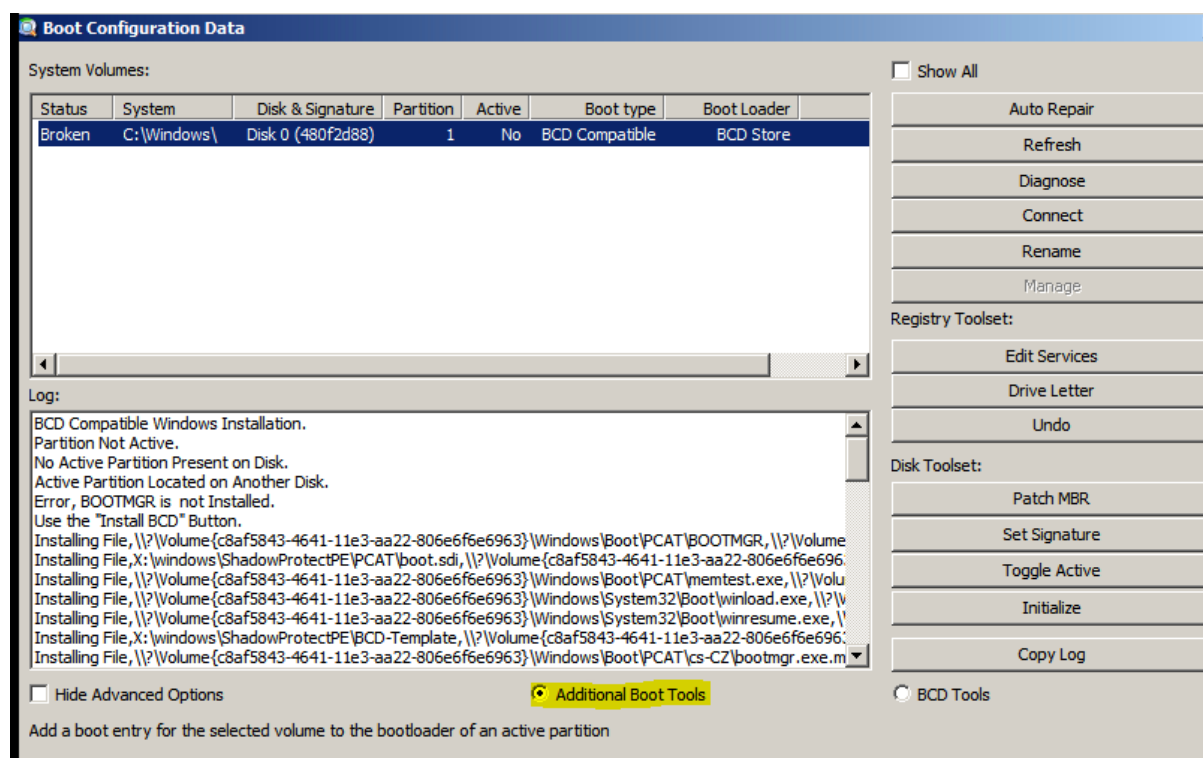 Boot Configuration Data
System Volumes:
Show All
Status System Disk & Signature Partition Active Boot type Boot Loader
Broken C:\Windows\ Disk 0 (480f2d88) 1 No BCD Compatible BCD Store
Auto Repair
Refresh
Diagnose
Connect
Rename
Manage
Registry Toolset:
Edit Services
Drive Letter
Undo
Disk Toolset:
Patch MBR
Set Signature
Toggle Active
Initialize
Copy Log
Log:
BCD Compatible Windows Installation.
Partition Not Active.
No Active Partition Present on Disk.
Active Partition Located on Another Disk.
Error, BOOTMGR is  not Installed.
Use the "Install BCD" Button.
Installing File,\\?\Volume{c8af5843-4641-11e3-aa22-806e6f6e6963}\Windows\Boot\PCAT\BOOTMGR,\\?\Volume
Installing File,X:\windows\ShadowProtectPE\PCAT\boot.sdi,\\?\Volume{c8af5843-4641-11e3-aa22-806e6f6e696
Installing File,\\?\Volume{c8af5843-4641-11e3-aa22-806e6f6e6963}\Windows\Boot\PCAT\memtest.exe,\\?\Volu
Installing File,\\?\Volume{c8af5843-4641-11e3-aa22-806e6f6e6963}\Windows\System32\Boot\winload.exe,\\?\
Installing File,\\?\Volume{c8af5843-4641-11e3-aa22-806e6f6e6963}\Windows\System32\Boot\winresume.exe,\
Installing File,X:\windows\ShadowProtectPE\BCD-Template,\\?\Volume{c8af5843-4641-11e3-aa22-806e6f6e696
Installing File,\\?\Volume{c8af5843-4641-11e3-aa22-806e6f6e6963}\Windows\Boot\PCAT\cs-CZ\bootmgr.exe.m
Hide Advanced Options
Additional Boot Tools
BCD Tools
Add a boot entry for the selected volume to the bootloader of an active partition